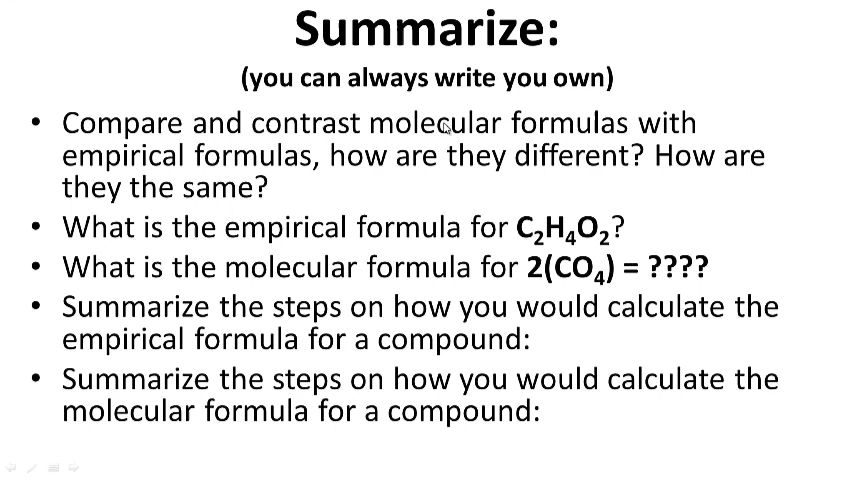 Summarize:
(you can always write you own)
• Compare and contrast molecular formulas with
empirical formulas, how are they different? How are
they the same?
• What is the empirical formula for C₂H₄O₂?
• What is the molecular formula for 2(CO₄) = ????
• Summarize the steps on how you would calculate the
empirical formula for a compound:
• Summarize the steps on how you would calculate the
molecular formula for a compound: